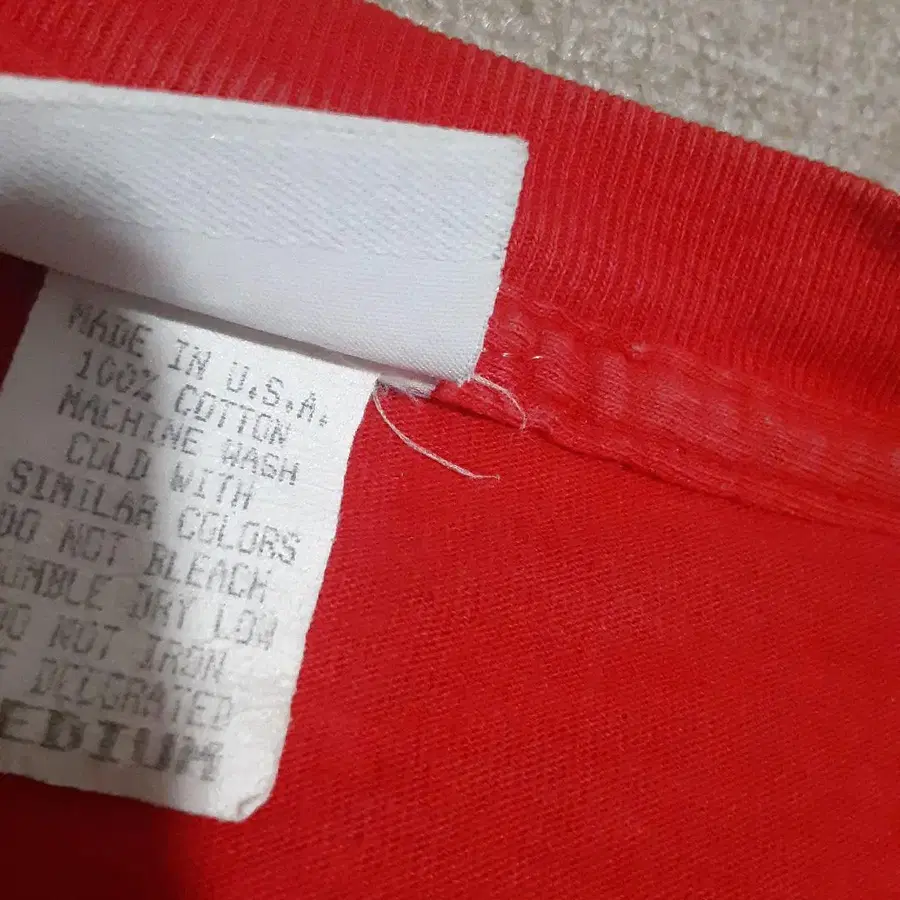 MADE IN U.S.A.
100% COTTON
MACHINE WASH
COLD WITH
SIMILAR COLORS
DO NOT BLEACH
UMBLE DRY LOW
DO NOT IRON
DECORATED
EDIUM